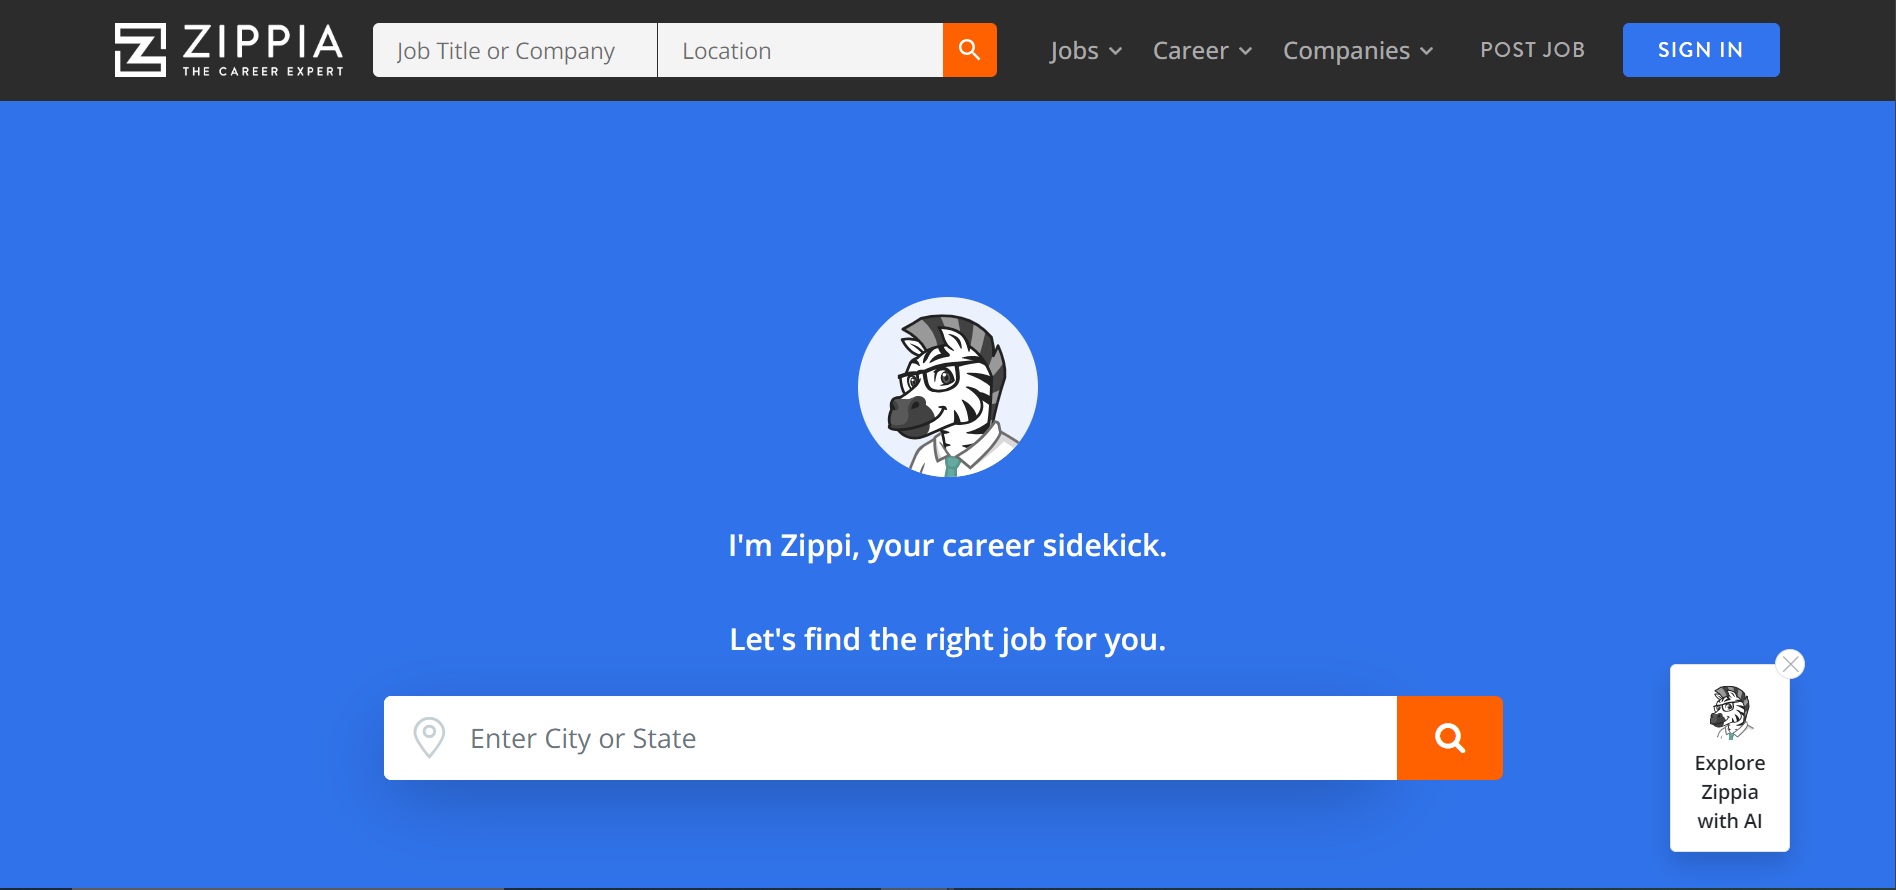 ZIPPIA
THE CAREER EXPERT
Job Title or Company
Location
Jobs
Career
Companies
POST JOB
SIGN IN
I'm Zippi, your career sidekick.
Let's find the right job for you.
Enter City or State
Explore
Zippia
with AI